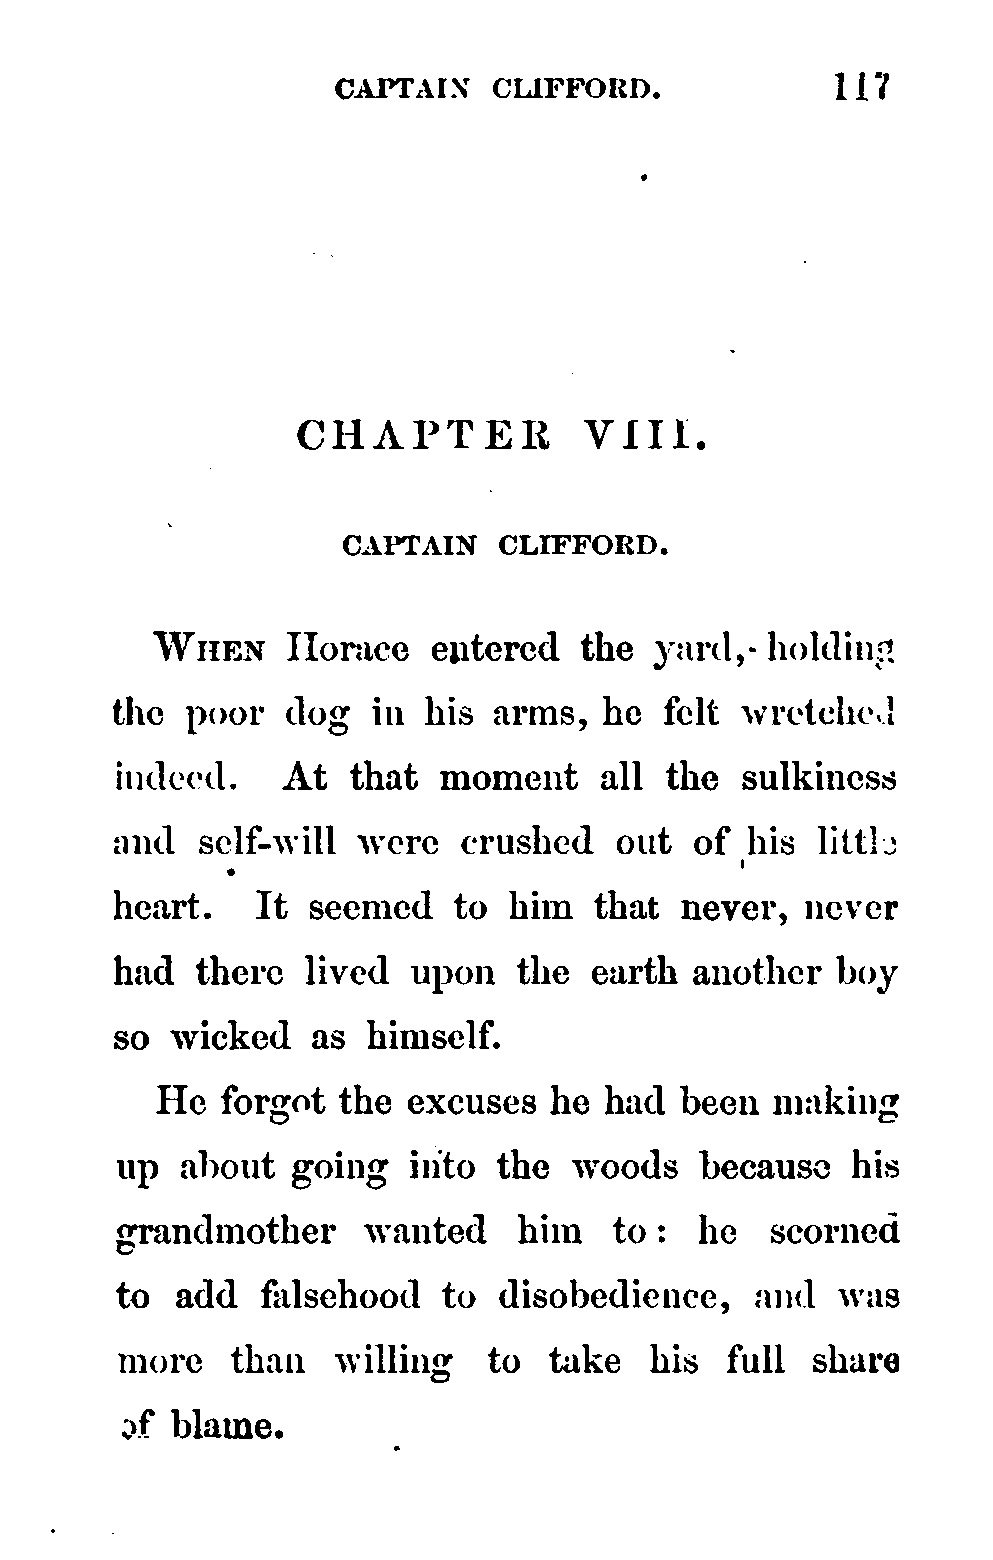 CAPTAIN CLIFFORD. 117
CHAPTER VIII.
CAPTAIN CLIFFORD.
WHEN Horace entered the yard, holding
the poor dog in his arms, he felt wretched
indeed. At that moment all the sulkiness
and self-will were crushed out of his little
heart. It seemed to him that never, never
had there lived upon the earth another boy
so wicked as himself.
He forgot the excuses he had been making
up about going into the woods because his
grandmother wanted him to: he scorned
to add falsehood to disobedience, and was
more than willing to take his full share
of blame.